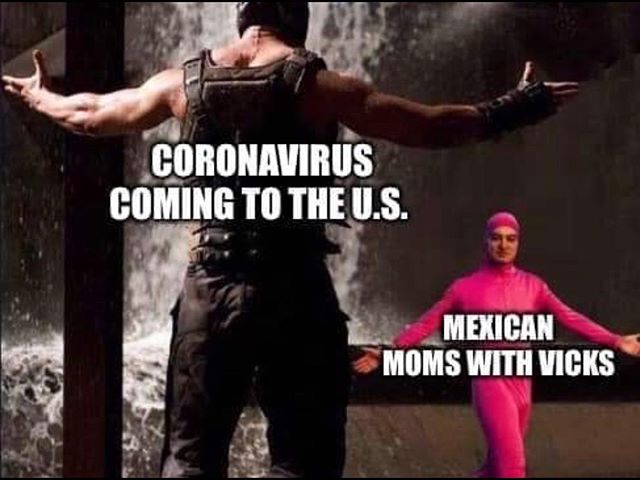 CORONAVIRUS
COMING TO THE U.S.
MEXICAN
MOMS WITH VICKS